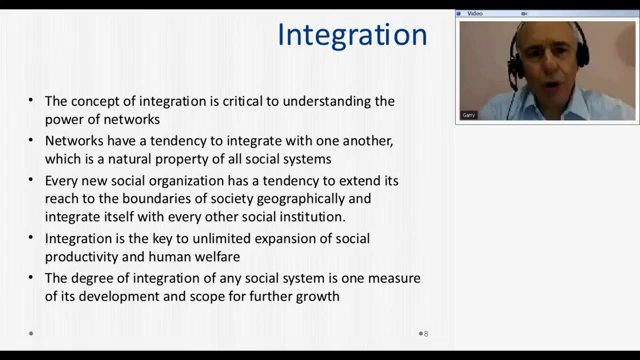 Integration
Video
• The concept of integration is critical to understanding the
power of networks
• Networks have a tendency to integrate with one another,
which is a natural property of all social systems
• Every new social organization has a tendency to extend its
reach to the boundaries of society geographically and
integrate itself with every other social institution.
• Integration is the key to unlimited expansion of social
productivity and human welfare
• The degree of integration of any social system is one measure
of its development and scope for further growth
8
Garry